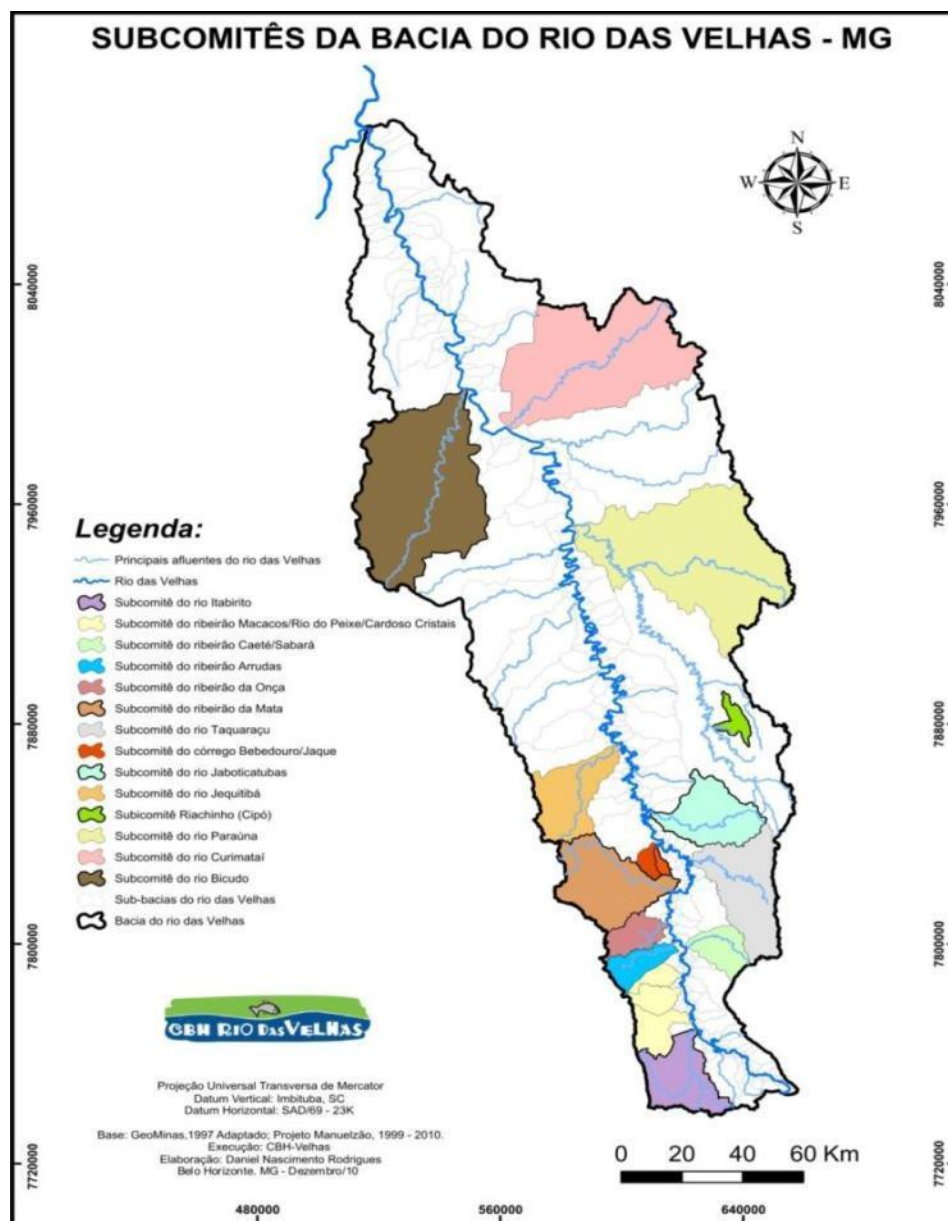 SUBCOMITÊS DA BACIA DO RIO DAS VELHAS - MG
N
W E
S
8040000
8040000
7960000
7960000
Legenda:
Principais afluentes do rio das Velhas
Rio das Velhas
Subcomitê do rio Itabirito
Subcomitê do ribeirão Macacos/Rio do Peixe/Cardoso Cristais
Subcomitê do ribeirão Caeté/Sabará
Subcomitê do ribeirão Arrudas
Subcomitê do ribeirão da Onça
Subcomitê do ribeirão da Mata
Subcomitê do rio Taquaraçu
Subcomitê do córrego Bebedouro/Jaque
Subcomitê do rio Jaboticatubas
Subcomitê do rio Jequitibá
Subicomitê Riachinho (Cipó)
Subcomitê do rio Paraúna
Subcomitê do rio Curimataí
Subcomitê do rio Bicudo
Sub-bacias do rio das Velhas
Bacia do rio das Velhas
7880000
7880000
7800000
7800000
CBH RIO DAS VELHAS
Projeção Universal Transversa de Mercator
Datum Vertical: Imbituba, SC
Datum Horizontal: SAD/69 - 23K
Base: GeoMinas,1997 Adaptado; Projeto Manuelzão, 1999 - 2010.
Execução: CBH-Velhas
Elaboração: Daniel Nascimento Rodrigues
Belo Horizonte. MG - Dezembro/10
0 20 40 60 Km
7720000
7720000
480000 560000 640000